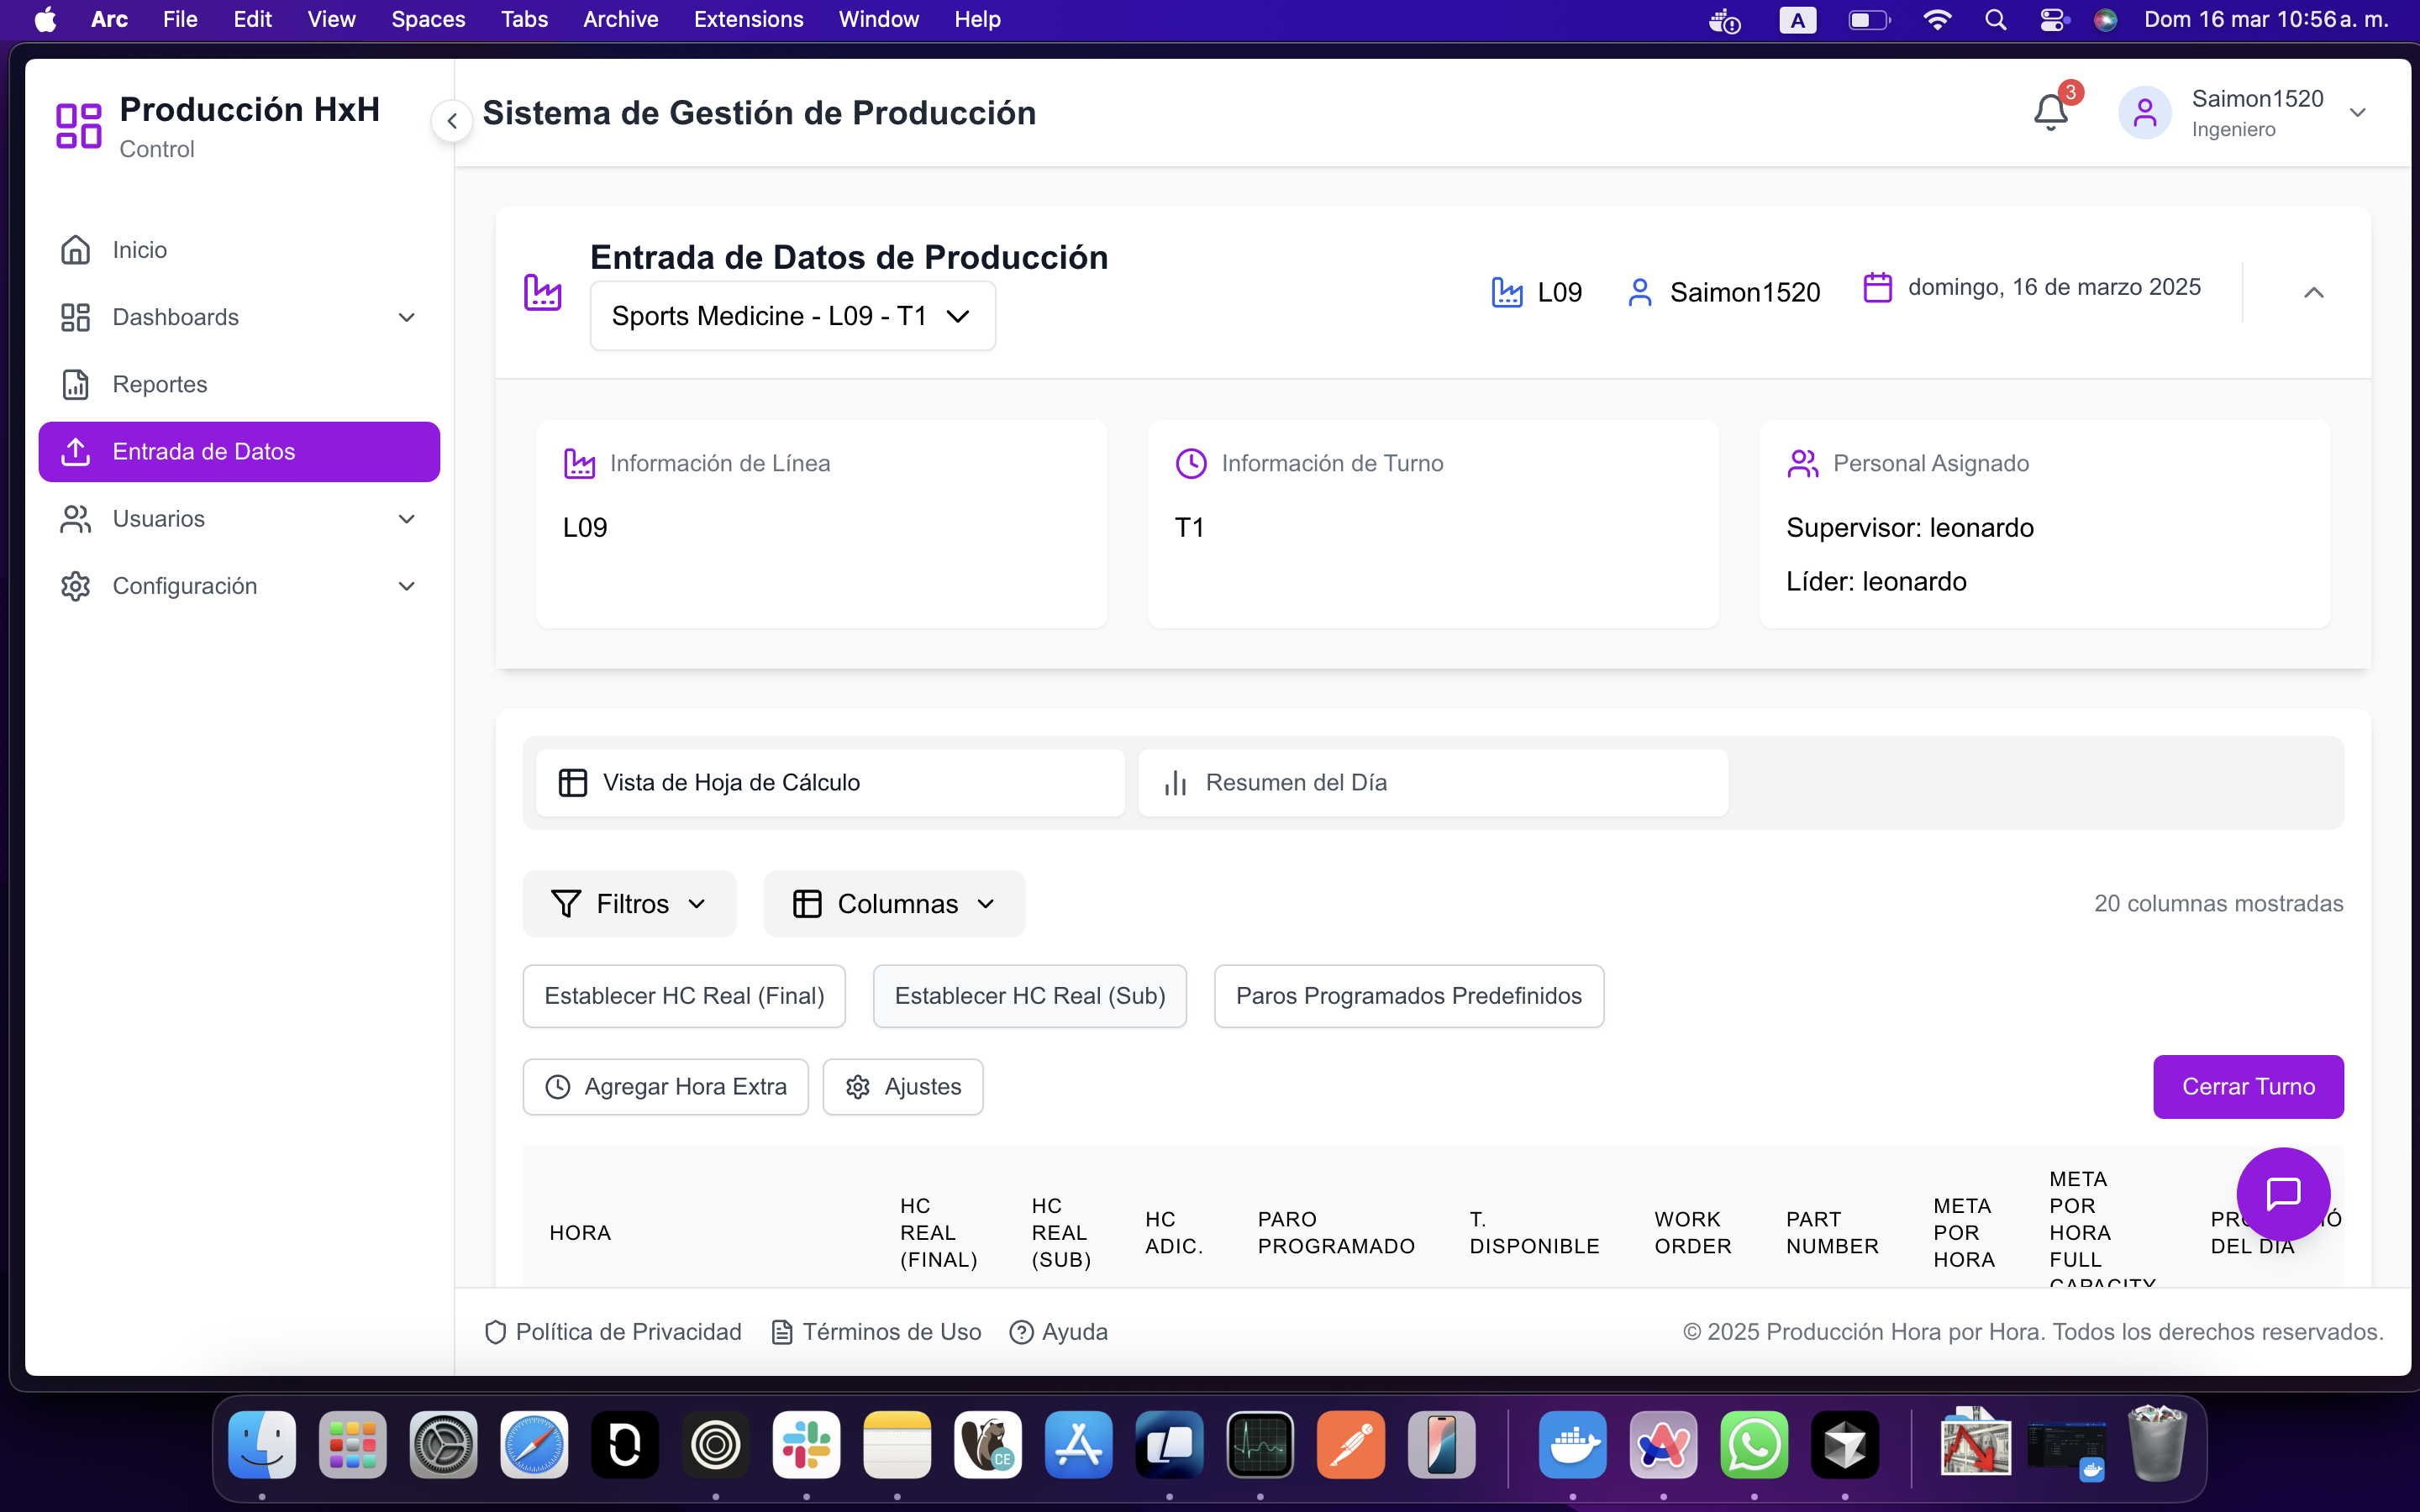 Arc File Edit View Spaces Tabs Archive Extensions Window Help
A
Dom 16 mar 10:56 a. m.
Producción HxH
Control
Sistema de Gestión de Producción
3
Saimon1520
Ingeniero
Inicio
Dashboards
Reportes
Entrada de Datos
Usuarios
Configuración
Entrada de Datos de Producción
Sports Medicine - L09 - T1
L09
Saimon1520
domingo, 16 de marzo 2025
Información de Línea
L09
Información de Turno
T1
Personal Asignado
Supervisor: leonardo
Líder: leonardo
Vista de Hoja de Cálculo
Resumen del Día
Filtros
Columnas
20 columnas mostradas
Establecer HC Real (Final)
Establecer HC Real (Sub)
Paros Programados Predefinidos
Agregar Hora Extra
Ajustes
Cerrar Turno
HORA
HC
REAL
(FINAL)
HC
REAL
(SUB)
HC
ADIC.
PARO
PROGRAMADO
T.
DISPONIBLE
WORK
ORDER
PART
NUMBER
META
POR
HORA
META
POR
HORA
FULL
CAPACITY
DEL DÍA
Política de Privacidad
Términos de Uso
Ayuda
© 2025 Producción Hora por Hora. Todos los derechos reservados.
CE